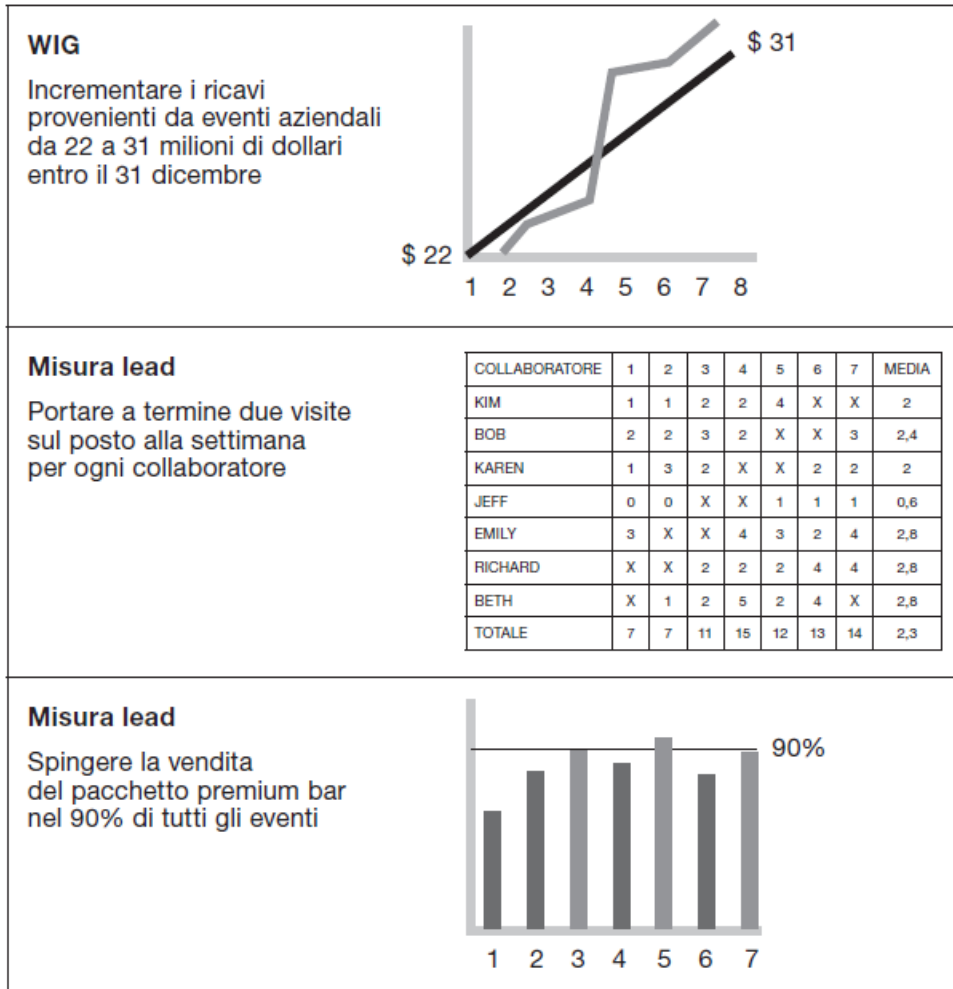 WIG
Incrementare i ricavi
provenienti da eventi aziendali
da 22 a 31 milioni di dollari
entro il 31 dicembre
$ 31
$ 22
1 2 3 4 5 6 7 8
Misura lead
Portare a termine due visite
sul posto alla settimana
per ogni collaboratore
COLLABORATORE 1 2 3 4 5 6 7 MEDIA
KIM 1 1 2 2 4 X X 2
BOB 2 2 3 2 X X 3 2,4
KAREN 1 3 2 X X 2 2 2
JEFF 0 0 X X 1 1 1 0,6
EMILY 3 X X 4 3 2 4 2,8
RICHARD X X 2 2 2 4 4 2,8
BETH X 1 2 5 2 4 X 2,8
TOTALE 7 7 11 15 12 13 14 2,3
Misura lead
Spingere la vendita
del pacchetto premium bar
nel 90% di tutti gli eventi
90%
1 2 3 4 5 6 7